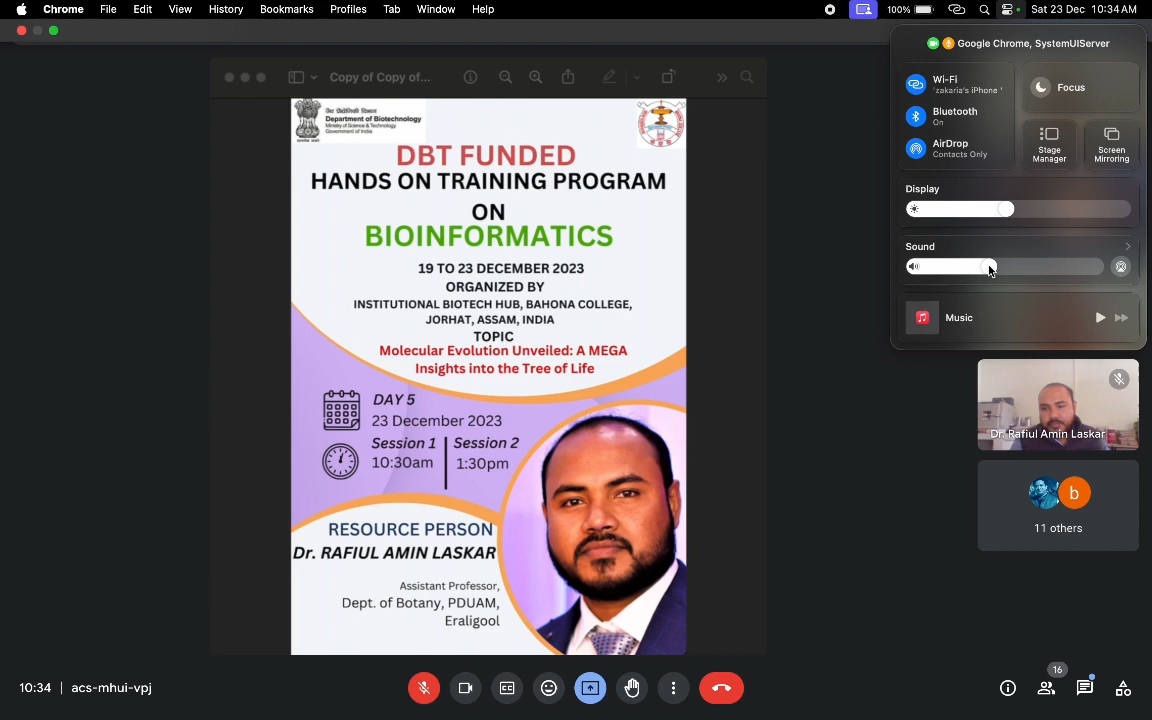 Chrome File Edit View History Bookmarks Profiles Tab Window Help 100% Sat 23 Dec 10:34 AM
Google Chrome, SystemUIServer
Wi-Fi
'zakaria's iPhone '
Bluetooth
On
AirDrop
Contacts Only
Focus
Stage
Manager
Screen
Mirroring
Display
Sound
Music
Copy of Copy of...
Department of Biotechnology
Ministry of Science & Technology
Government of India
DBT FUNDED
HANDS ON TRAINING PROGRAM
ON
BIOINFORMATICS
19 TO 23 DECEMBER 2023
ORGANIZED BY
INSTITUTIONAL BIOTECH HUB, BAHONA COLLEGE,
JORHAT, ASSAM, INDIA
TOPIC
Molecular Evolution Unveiled: A MEGA
Insights into the Tree of Life
DAY 5
23 December 2023
Session 1 Session 2
10:30am 1:30pm
RESOURCE PERSON
Dr. RAFIUL AMIN LASKAR
Assistant Professor,
Dept. of Botany, PDUAM,
Eraligool
Dr. Rafiul Amin Laskar
b
11 others
10:34 | acs-mhui-vpj
16